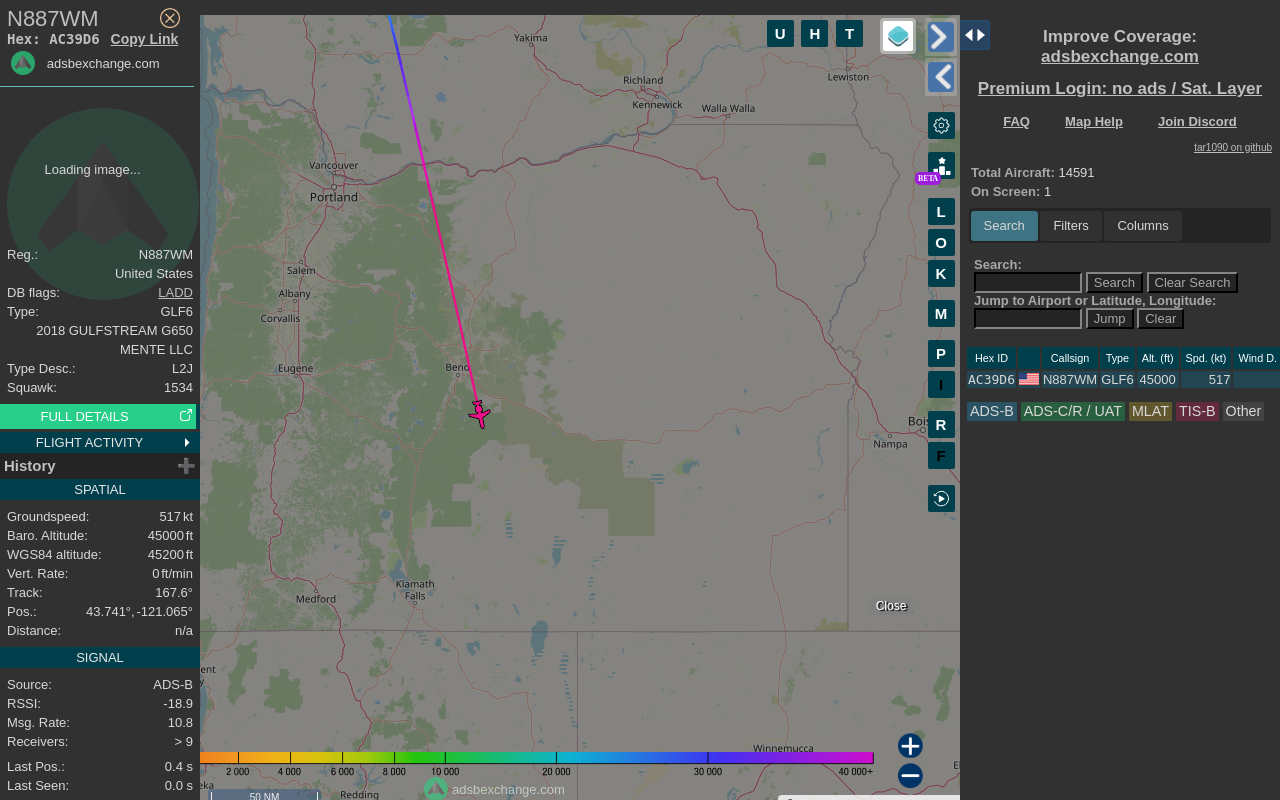 N887WM
Hex: AC39D6 Copy Link
adsbexchange.com
Loading image...
Reg.: N887WM
United States
DB flags: LADD
Type: GLF6
2018 GULFSTREAM G650
MENTE LLC
Type Desc.: L2J
Squawk: 1534
FULL DETAILS
FLIGHT ACTIVITY
History
SPATIAL
Groundspeed: 517 kt
Baro. Altitude: 45000 ft
WGS84 altitude: 45200 ft
Vert. Rate: 0 ft/min
Track: 167.6°
Pos.: 43.741°, -121.065°
Distance: n/a
SIGNAL
Source: ADS-B
RSSI: -18.9
Msg. Rate: 10.8
Receivers: > 9
Last Pos.: 0.4 s
Last Seen: 0.0 s
Yakima
Richland
Kennewick
Walla Walla
Lewiston
Vancouver
Portland
Salem
Albany
Corvallis
Eugene
Bend
Bois
Nampa
Klamath
Falls
Medford
ent
Winnemucca
El
eka
Redding
U H T
BETA
L
O
K
M
P
I
R
F
Close
2 000 4 000 6 000 8 000 10 000 20 000 30 000 40 000+
adsbexchange.com
50 NM
Improve Coverage:
adsbexchange.com
Premium Login: no ads / Sat. Layer
FAQ Map Help Join Discord
tar1090 on github
Total Aircraft: 14591
On Screen: 1
Search Filters Columns
Search:
Search Clear Search
Jump to Airport or Latitude, Longitude:
Jump Clear
Hex ID Callsign Type Alt. (ft) Spd. (kt) Wind D.
AC39D6 N887WM GLF6 45000 517
ADS-B ADS-C/R / UAT MLAT TIS-B Other